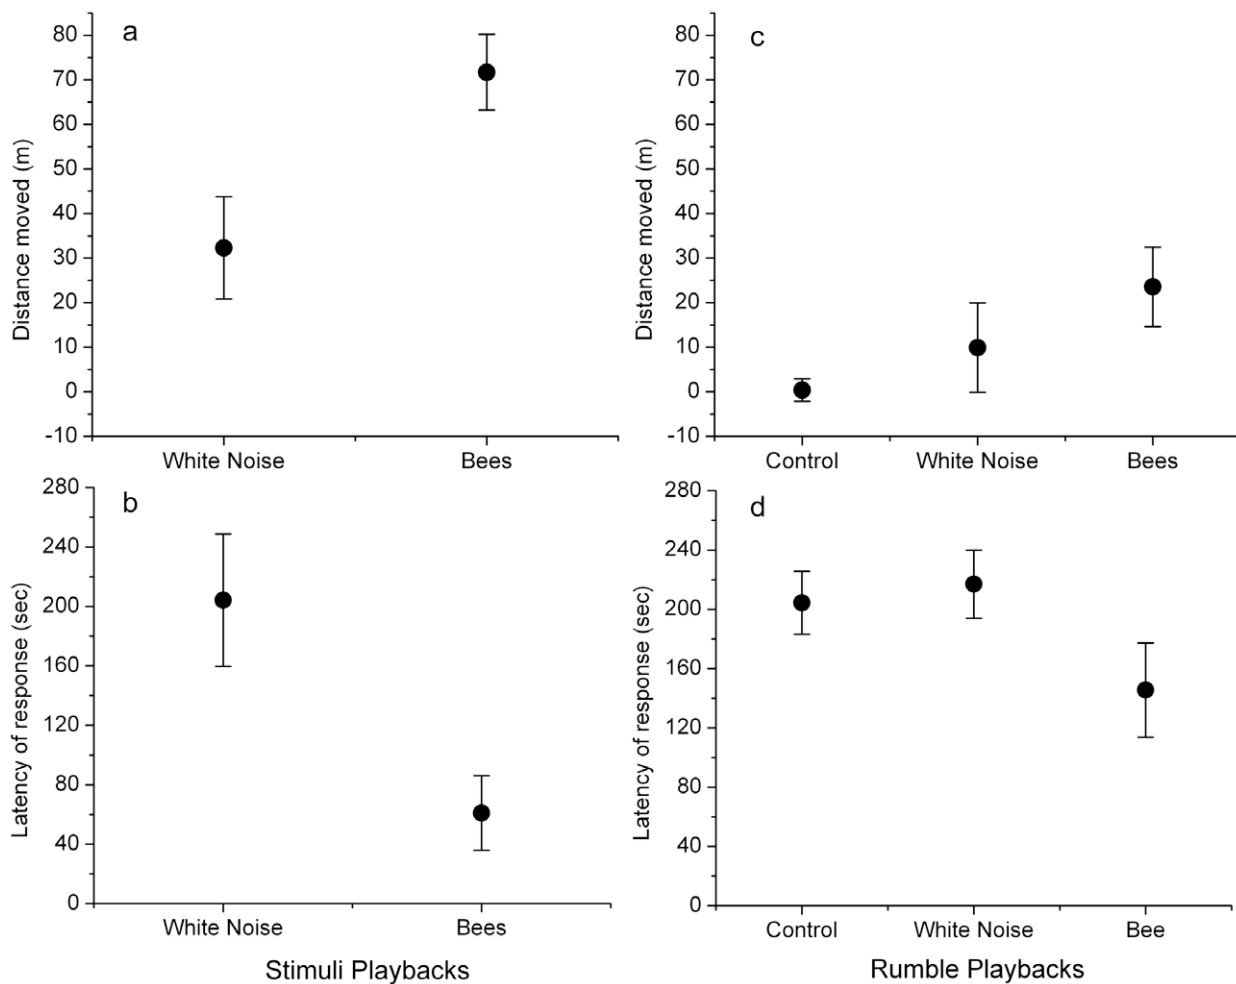 a
80
70
60
50
40
30
20
10
0
-10
Distance moved (m)
White Noise
Bees
c
80
70
60
50
40
30
20
10
0
-10
Distance moved (m)
Control
White Noise
Bees
b
280
240
200
160
120
80
40
0
Latency of response (sec)
White Noise
Bees
Stimuli Playbacks
d
280
240
200
160
120
80
40
0
Latency of response (sec)
Control
White Noise
Bee
Rumble Playbacks